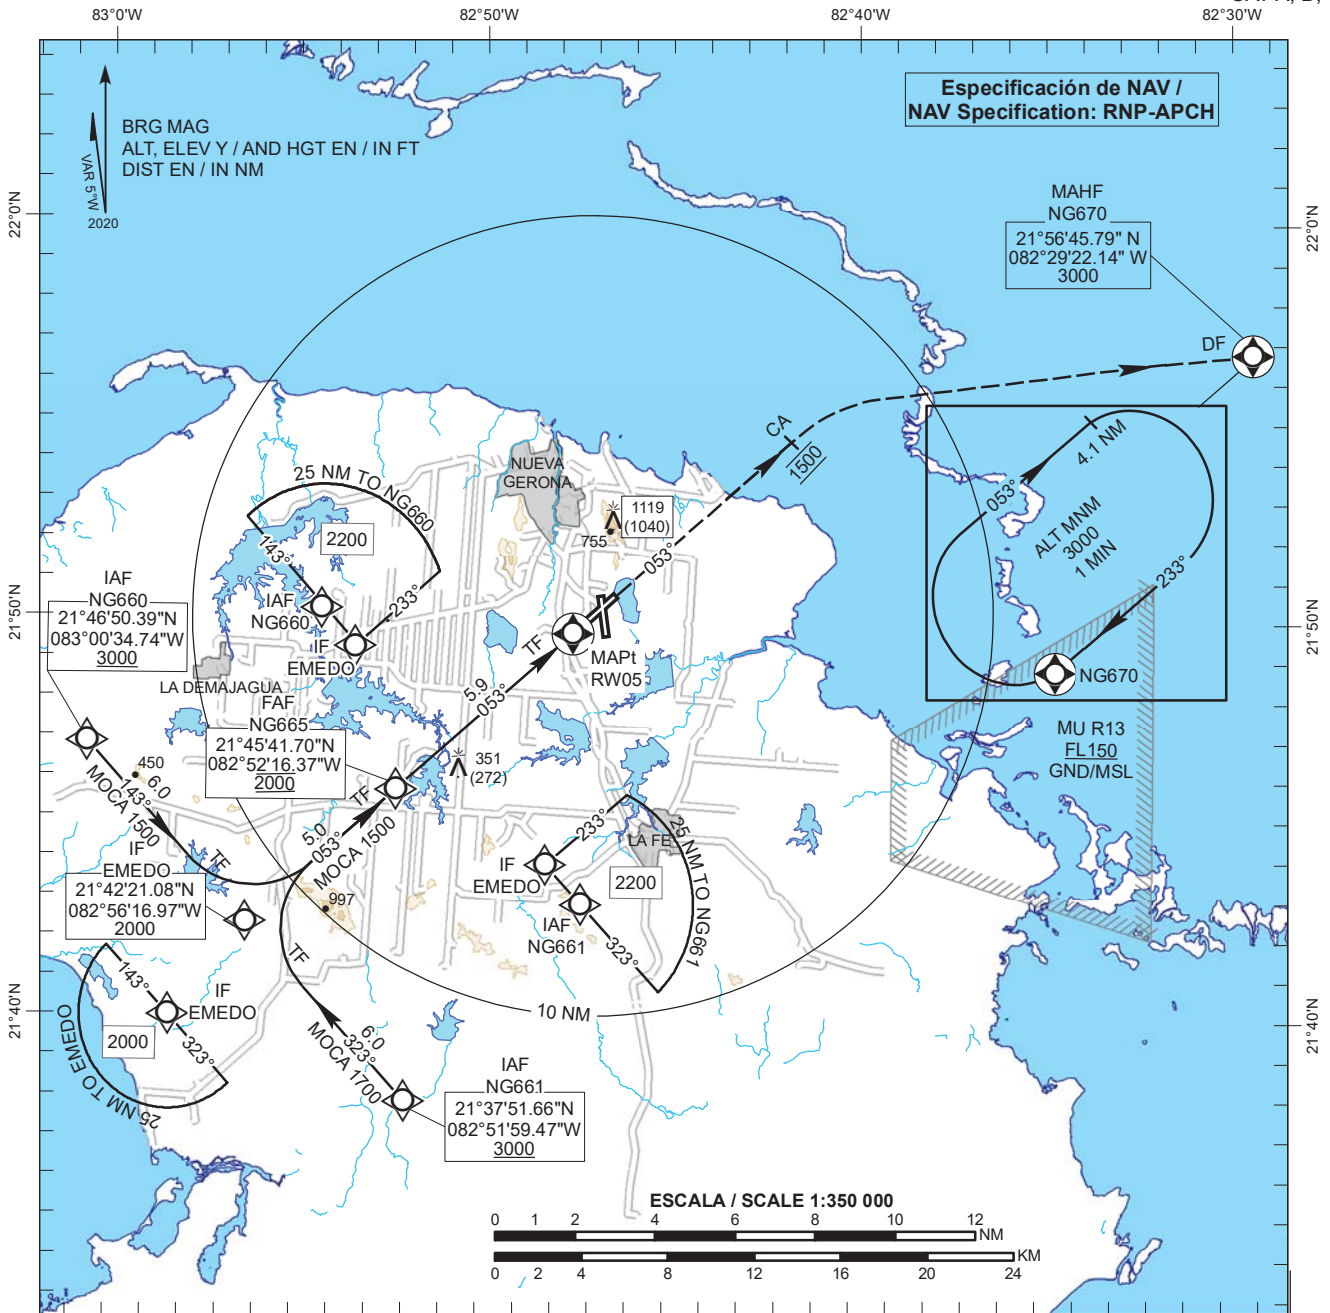 83°0'W
82°50'W
82°40'W
82°30'W
BRG MAG
ALT, ELEV Y / AND HGT EN / IN FT
DIST EN / IN NM
VAR 5°W
2020
Especificación de NAV /
NAV Specification: RNP-APCH
22°0'N
22°0'N
MAHF
NG670
21°56'45.79" N
082°29'22.14" W
3000
DF
CA
1500
4.1 NM
053°
ALT MNM
3000
1 MIN
233°
NG670
NUEVA
GERONA
1119
(1040)
755
053°
25 NM TO NG660
2200
143°
233°
IAF
NG660
IF
EMEDO
IAF
NG660
21°46'50.39"N
083°00'34.74"W
3000
21°50'N
21°50'N
TF
MAPt
RW05
LA DEMAJAGUA
FAF
NG665
21°45'41.70"N
082°52'16.37"W
2000
5.9
053°
351
(272)
MU R13
FL150
GND/MSL
450
6.0
143°
MOCA 1500
TF
TF
5.0
053°
MOCA 1500
IF
EMEDO
21°42'21.08"N
082°56'16.97"W
2000
997
233°
LA FE
25 NM TO NG661
2200
IF
EMEDO
IAF
NG661
323°
TF
143°
IF
EMEDO
2000
323°
25 NM TO EMEDO
10 NM
21°40'N
21°40'N
6.0
323°
MOCA 1700
IAF
NG661
21°37'51.66"N
082°51'59.47"W
3000
ESCALA / SCALE 1:350 000
0 1 2 4 6 8 10 12
NM
KM
0 2 4 8 12 16 20 24